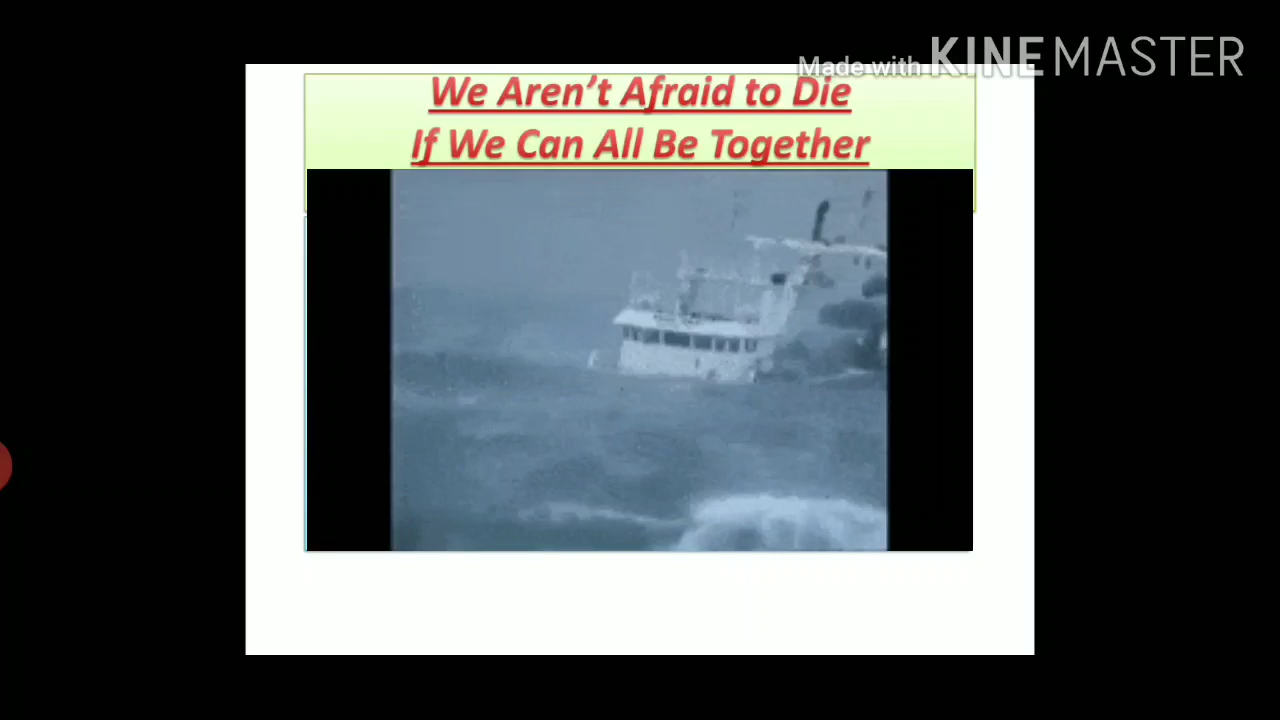 Made with KINEMASTER
We Aren’t Afraid to Die
If We Can All Be Together